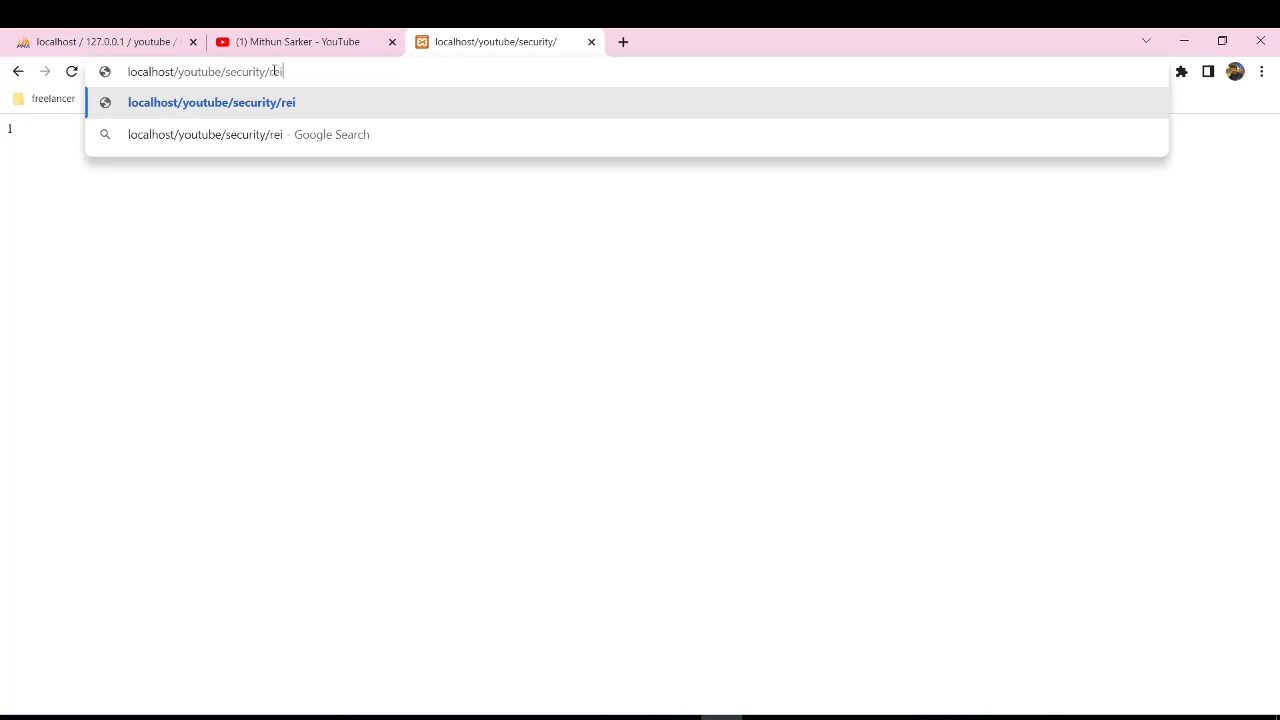 localhost / 127.0.0.1 / youtube /
(1) Mithun Sarker - YouTube
localhost/youtube/security/
localhost/youtube/security/rei
freelancer
localhost/youtube/security/rei
localhost/youtube/security/rei - Google Search